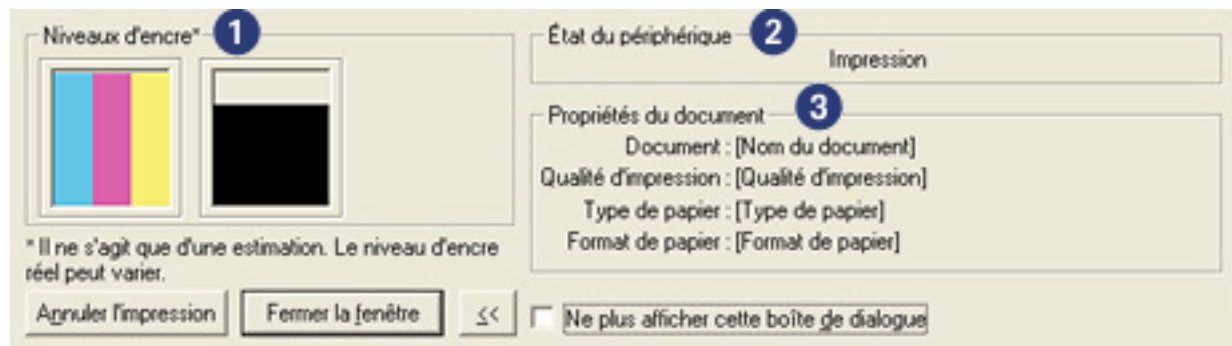 Niveaux d'encre* 1
* Il ne s'agit que d'une estimation. Le niveau d'encre
réel peut varier.
Annuler l'impression
Fermer la fenêtre
<<
État du périphérique 2
Impression
Propriétés du document 3
Document : [Nom du document]
Qualité d'impression : [Qualité d'impression]
Type de papier : [Type de papier]
Format de papier : [Format de papier]
Ne plus afficher cette boîte de dialogue